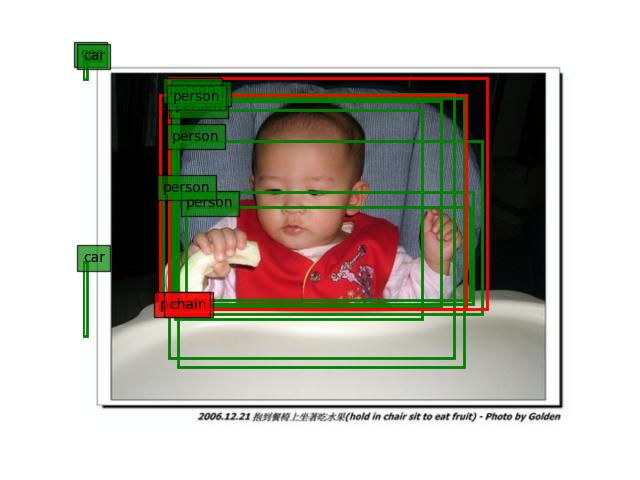 car
person
person
person
person
car
chair
2006.12.21 抱到餐椅上坐著吃水果(hold in chair sit to eat fruit) - Photo by Golden